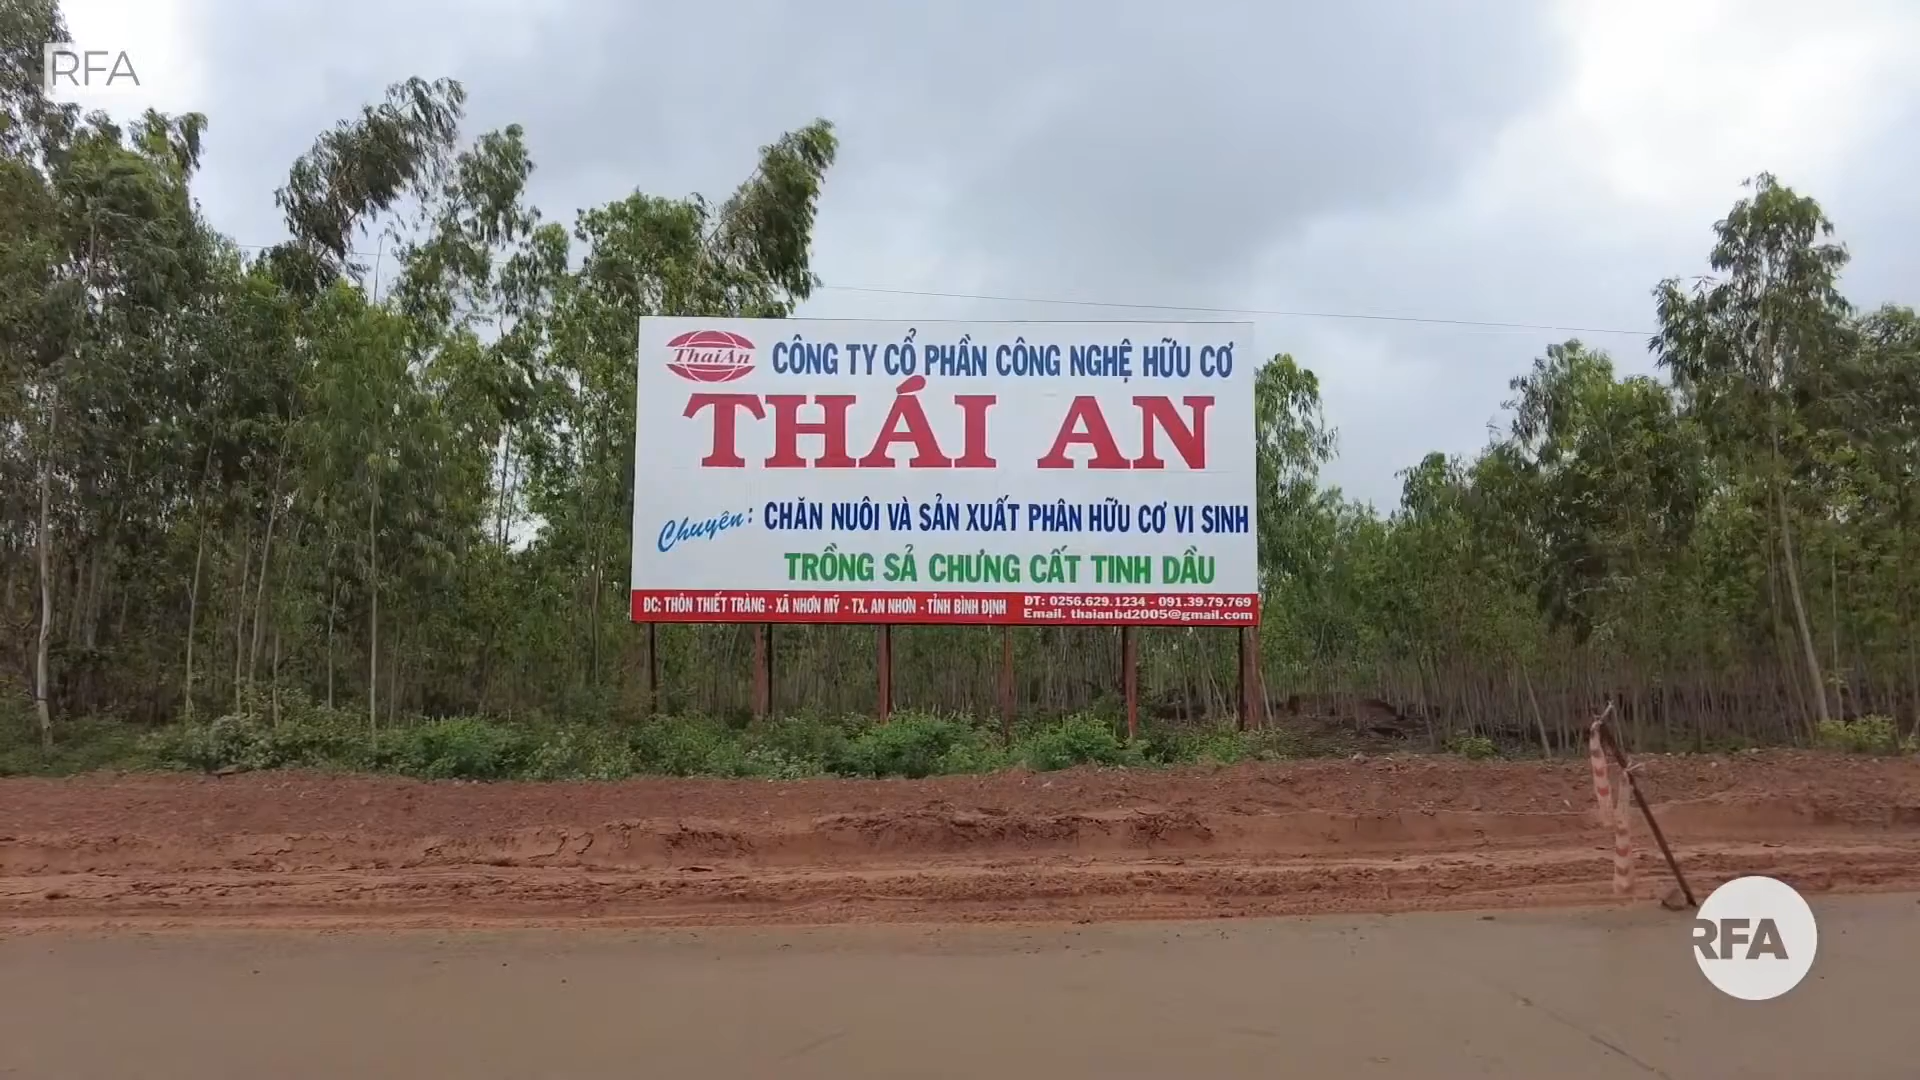 RFA
ThaiAn
CÔNG TY CỔ PHẦN CÔNG NGHỆ HỮU CƠ
THÁI AN
Chuyên: CHĂN NUÔI VÀ SẢN XUẤT PHÂN HỮU CƠ VI SINH
TRỒNG SẢ CHƯNG CẤT TINH DẦU
ĐC: THÔN THIẾT TRÀNG - XÃ NHƠN MỸ - TX. AN NHƠN - TỈNH BÌNH ĐỊNH
ĐT: 0256.629.1234 - 091.39.79.769
Email. thaianbd2005@gmail.com
RFA